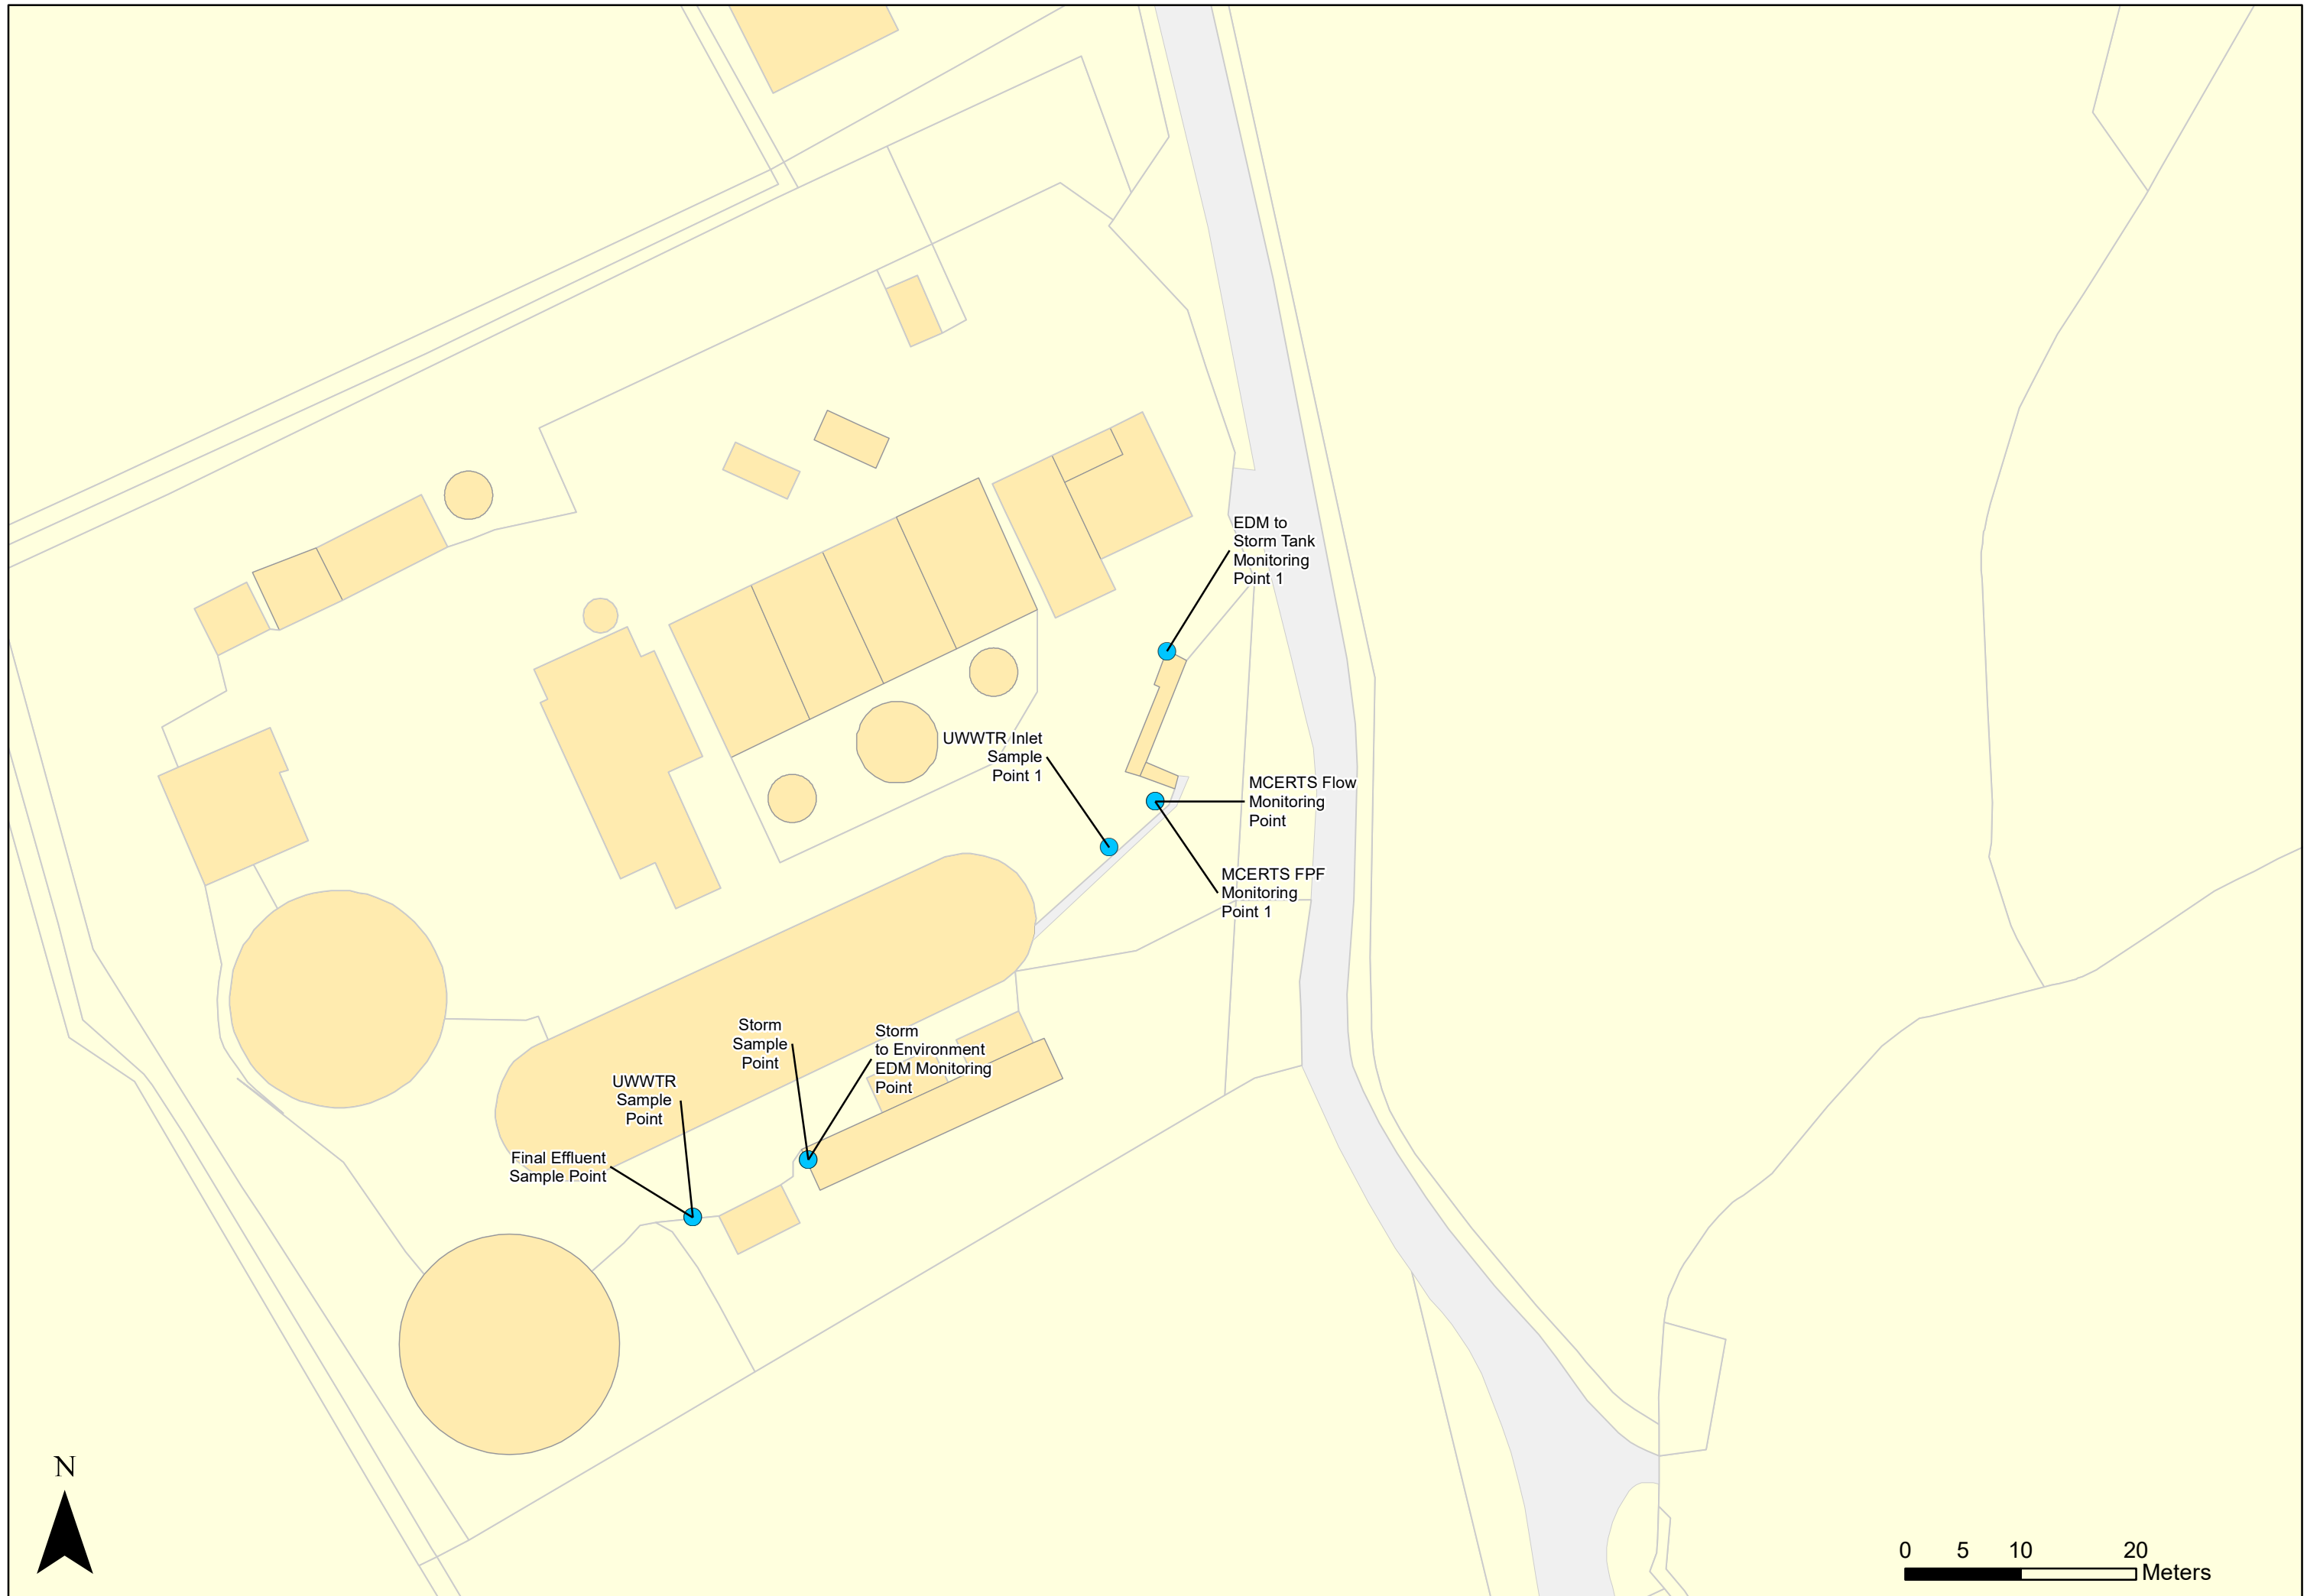 EDM to
Storm Tank
Monitoring
Point 1
UWWTR Inlet
Sample
Point 1
MCERTS Flow
Monitoring
Point
MCERTS FPF
Monitoring
Point 1
Storm
Sample
Point
Storm
to Environment
EDM Monitoring
Point
UWWTR
Sample
Point
Final Effluent
Sample Point
N
0 5 10 20
Meters